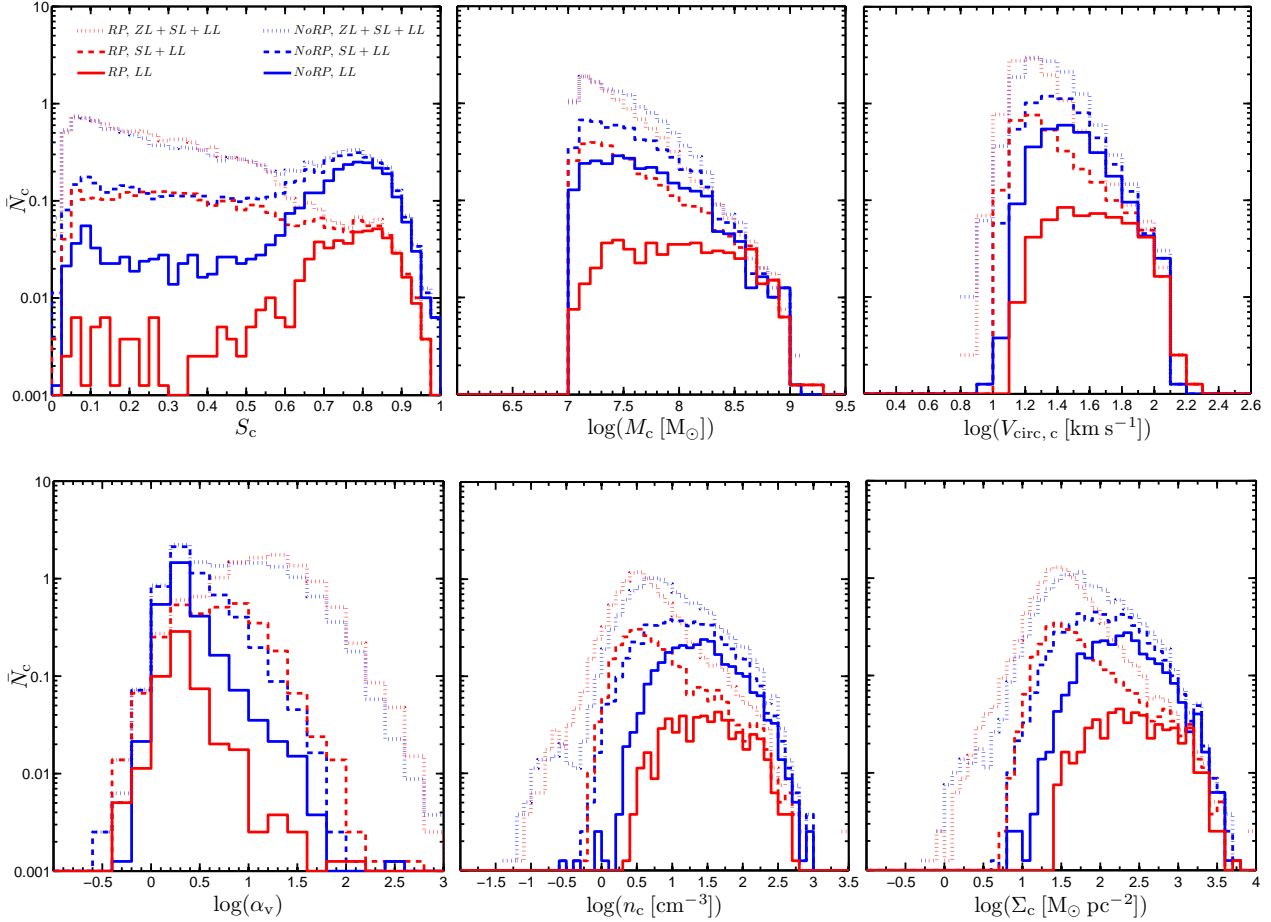 RP, ZL+SL+LL NoRP, ZL+SL+LL
RP, SL+LL NoRP, SL+LL
RP, LL NoRP, LL
10
1
0.1
0.01
0.001
N̄c
0 0.1 0.2 0.3 0.4 0.5 0.6 0.7 0.8 0.9 1
Sc
6.5 7 7.5 8 8.5 9 9.5
log(Mc [M⊙])
0.4 0.6 0.8 1 1.2 1.4 1.6 1.8 2 2.2 2.4 2.6
log(Vcirc, c [km s−1])
10
1
0.1
0.01
0.001
N̄c
−0.5 0 0.5 1 1.5 2 2.5 3
log(αv)
−1.5 −1 −0.5 0 0.5 1 1.5 2 2.5 3 3.5
log(nc [cm−3])
−0.5 0 0.5 1 1.5 2 2.5 3 3.5 4
log(Σc [M⊙ pc−2])